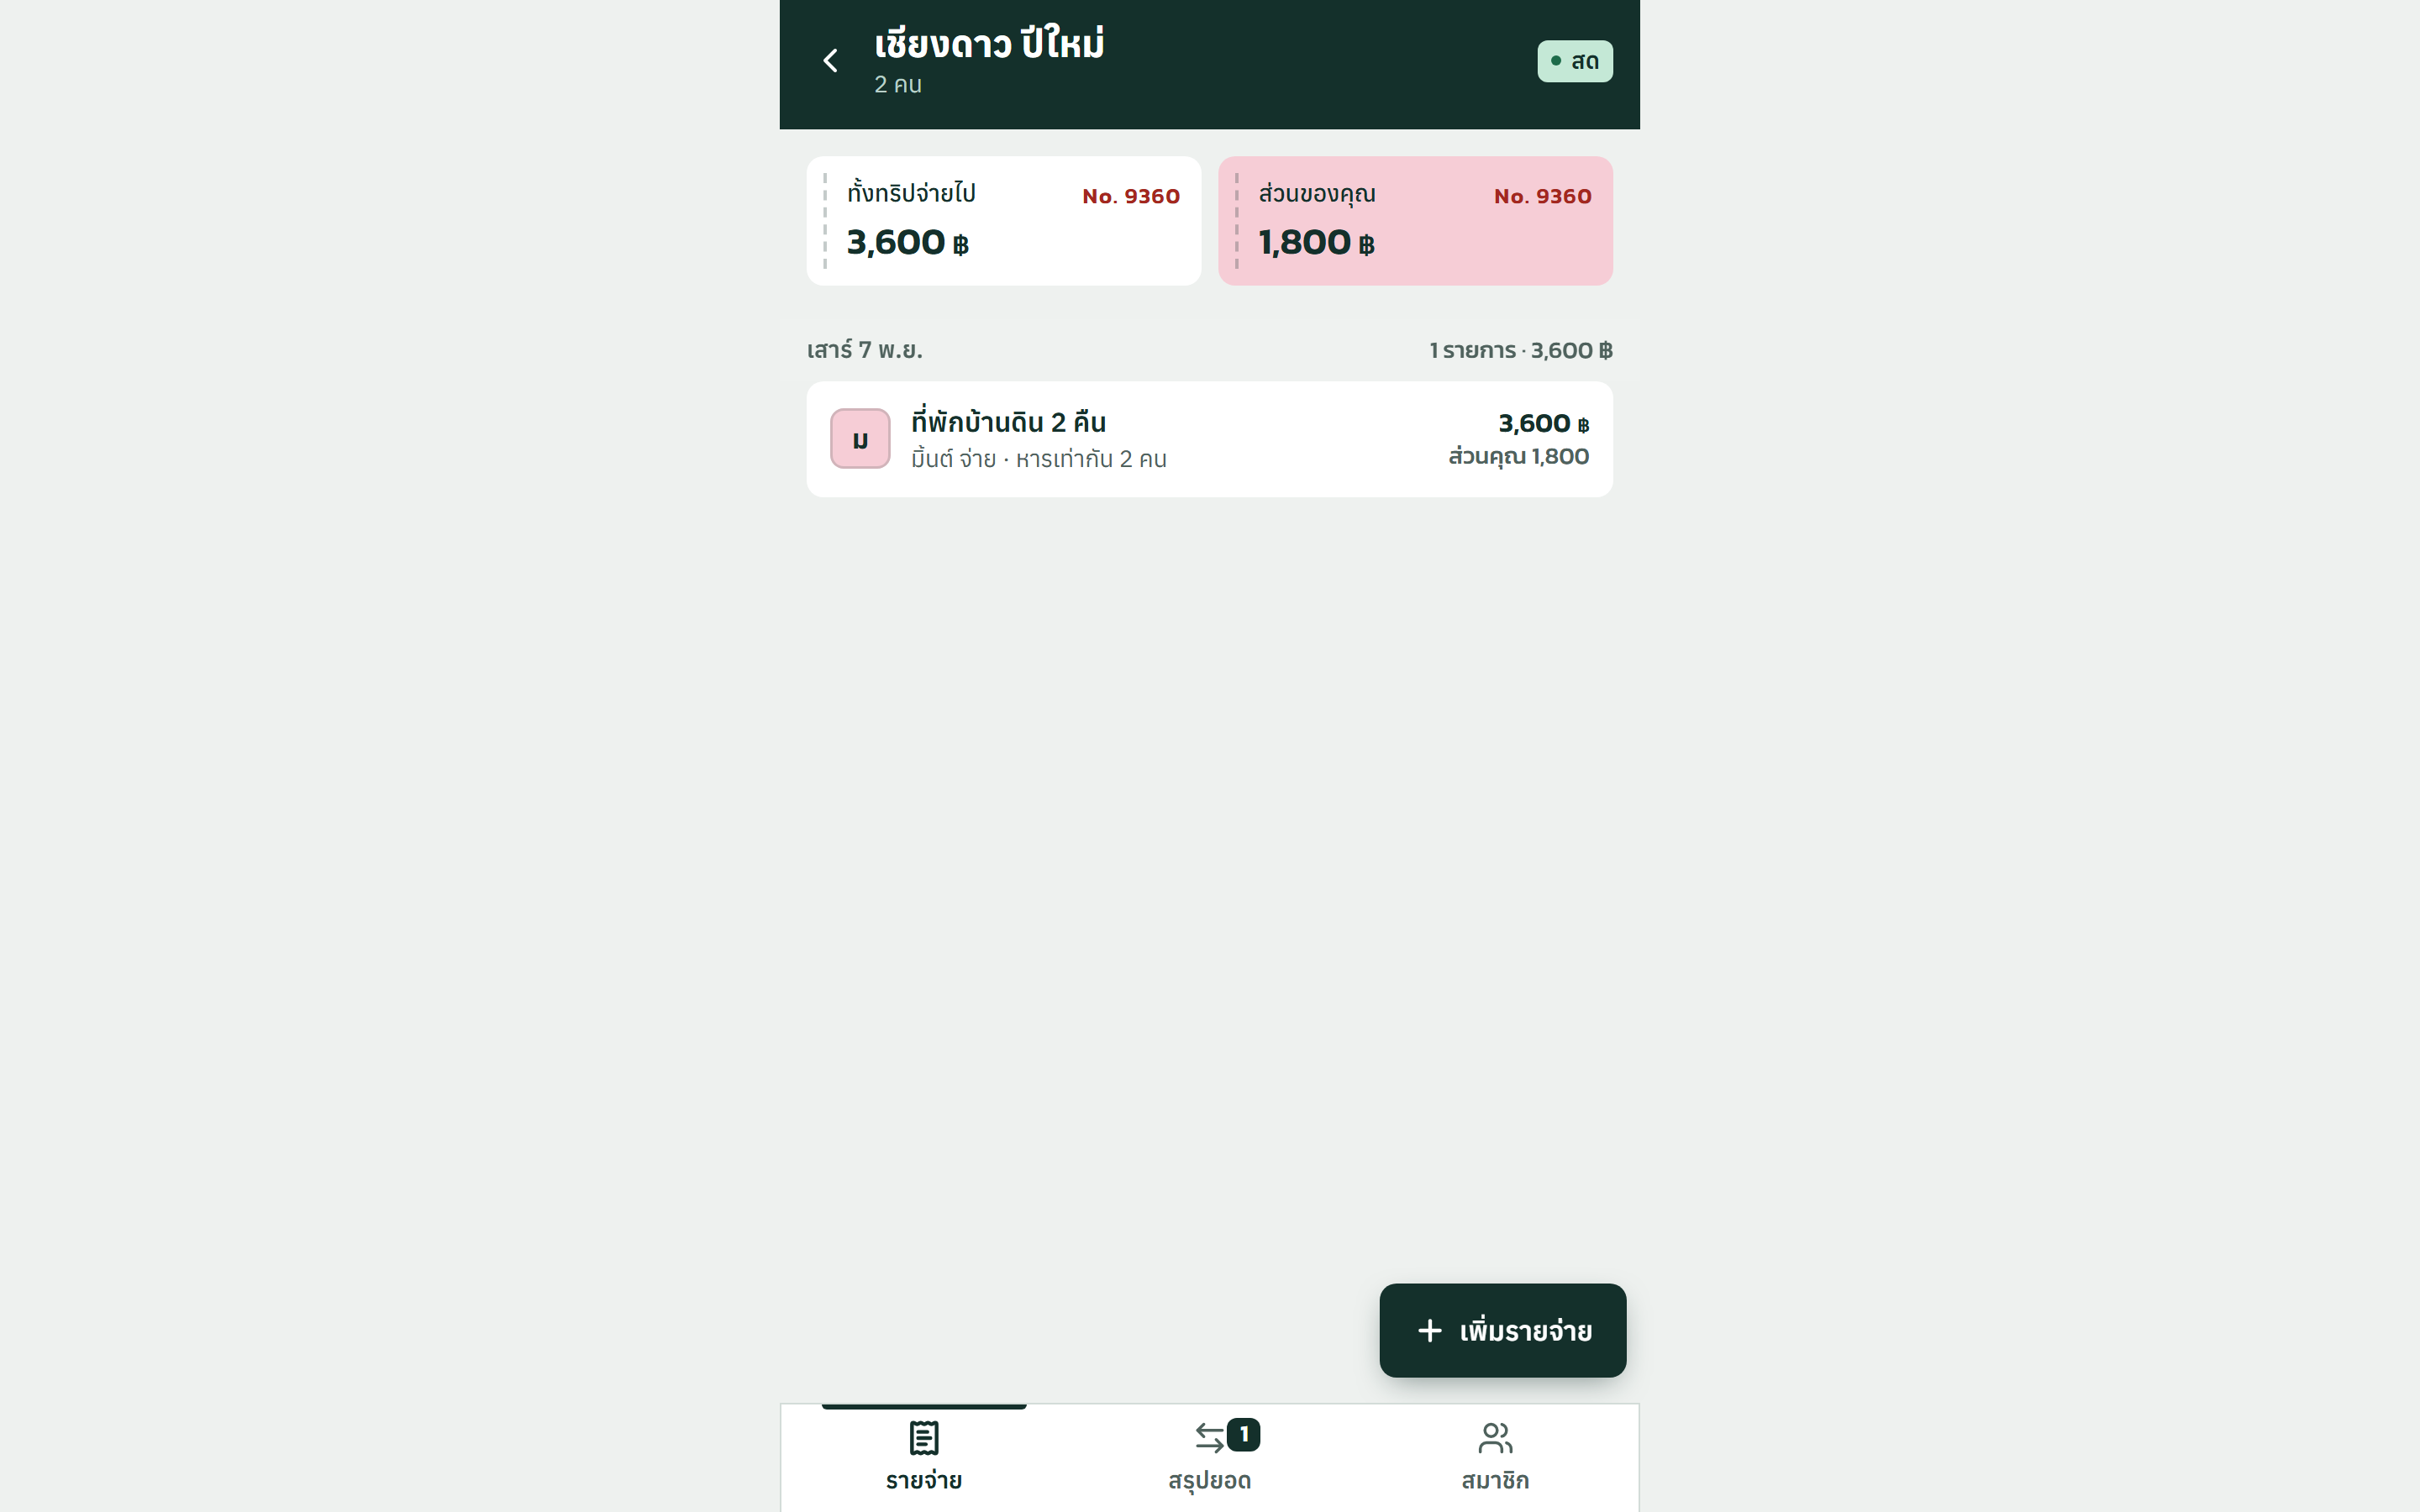 เชียงดาว ปีใหม่
2 คน
สด
ทั้งทริปจ่ายไป
No. 9360
3,600 ฿
ส่วนของคุณ
No. 9360
1,800 ฿
เสาร์ 7 พ.ย.
1 รายการ · 3,600 ฿
ม
ที่พักบ้านดิน 2 คืน
3,600 ฿
มิ้นต์ จ่าย · หารเท่ากัน 2 คน
ส่วนคุณ 1,800
เพิ่มรายจ่าย
1
รายจ่าย
สรุปยอด
สมาชิก